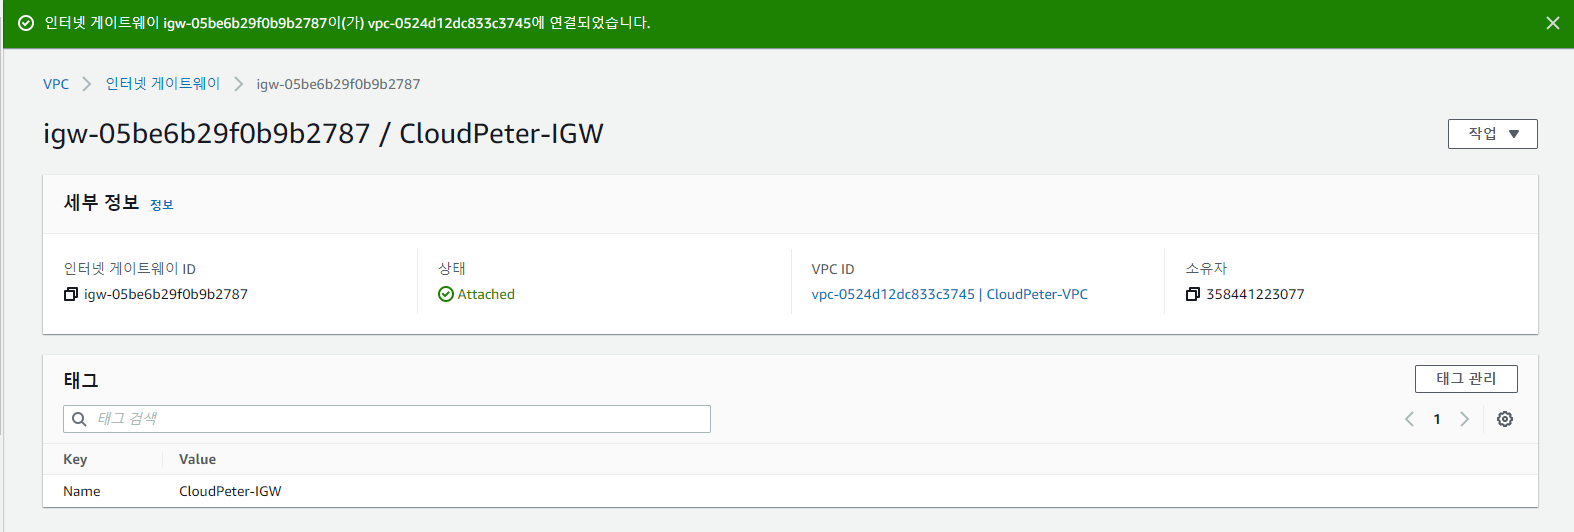 인터넷 게이트웨이 igw-05be6b29f0b9b2787이(가) vpc-0524d12dc833c3745에 연결되었습니다.
VPC 인터넷 게이트웨이 igw-05be6b29f0b9b2787
igw-05be6b29f0b9b2787 / CloudPeter-IGW
작업
세부 정보 정보
인터넷 게이트웨이 ID 상태 VPC ID 소유자
igw-05be6b29f0b9b2787 Attached vpc-0524d12dc833c3745 | CloudPeter-VPC 358441223077
태그 태그 관리
태그 검색 1
Key Value
Name CloudPeter-IGW